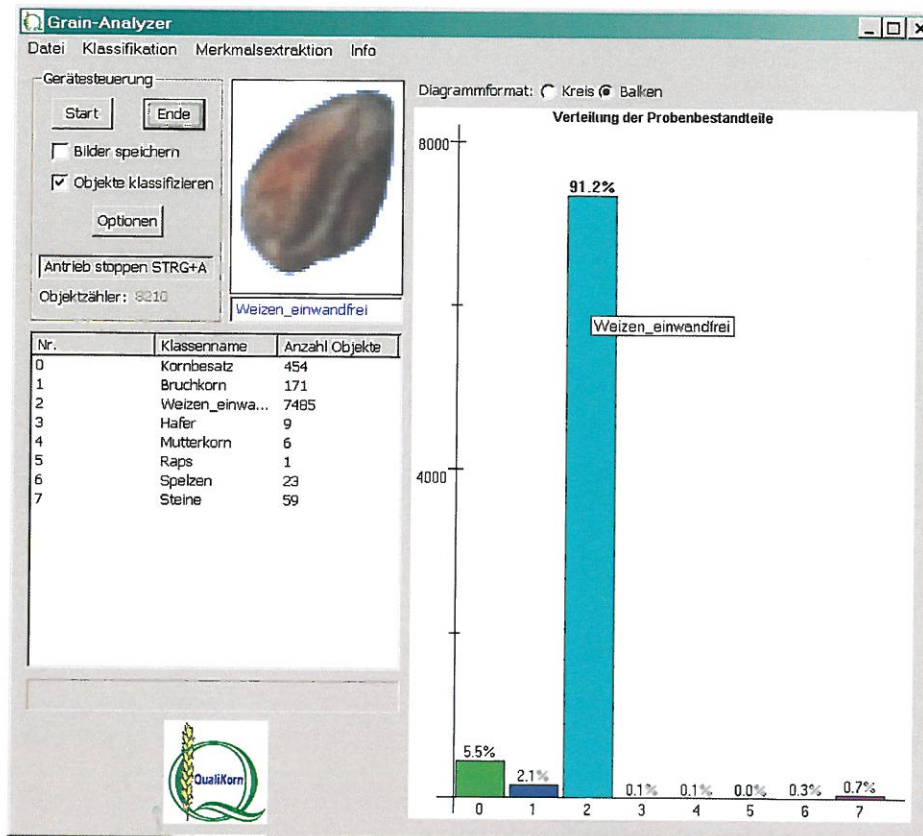 Grain-Analyzer
Datei Klassifikation Merkmalsextraktion Info
Gerätesteuerung
Start Ende
Bilder speichern
Objekte klassifizieren
Optionen
Antrieb stoppen STRG+A
Objektzähler: 8210
Weizen_einwandfrei
Nr. Klassenname Anzahl Objekte
0 Kornbesatz 454
1 Bruchkorn 171
2 Weizen_einwa... 7485
3 Hafer 9
4 Mutterkorn 6
5 Raps 1
6 Spelzen 23
7 Steine 59
QualiKorn
Diagrammformat: Kreis Balken
Verteilung der Probenbestandteile
8000
91.2%
Weizen_einwandfrei
4000
5.5% 2.1% 0.1% 0.1% 0.0% 0.3% 0.7%
0 1 2 3 4 5 6 7